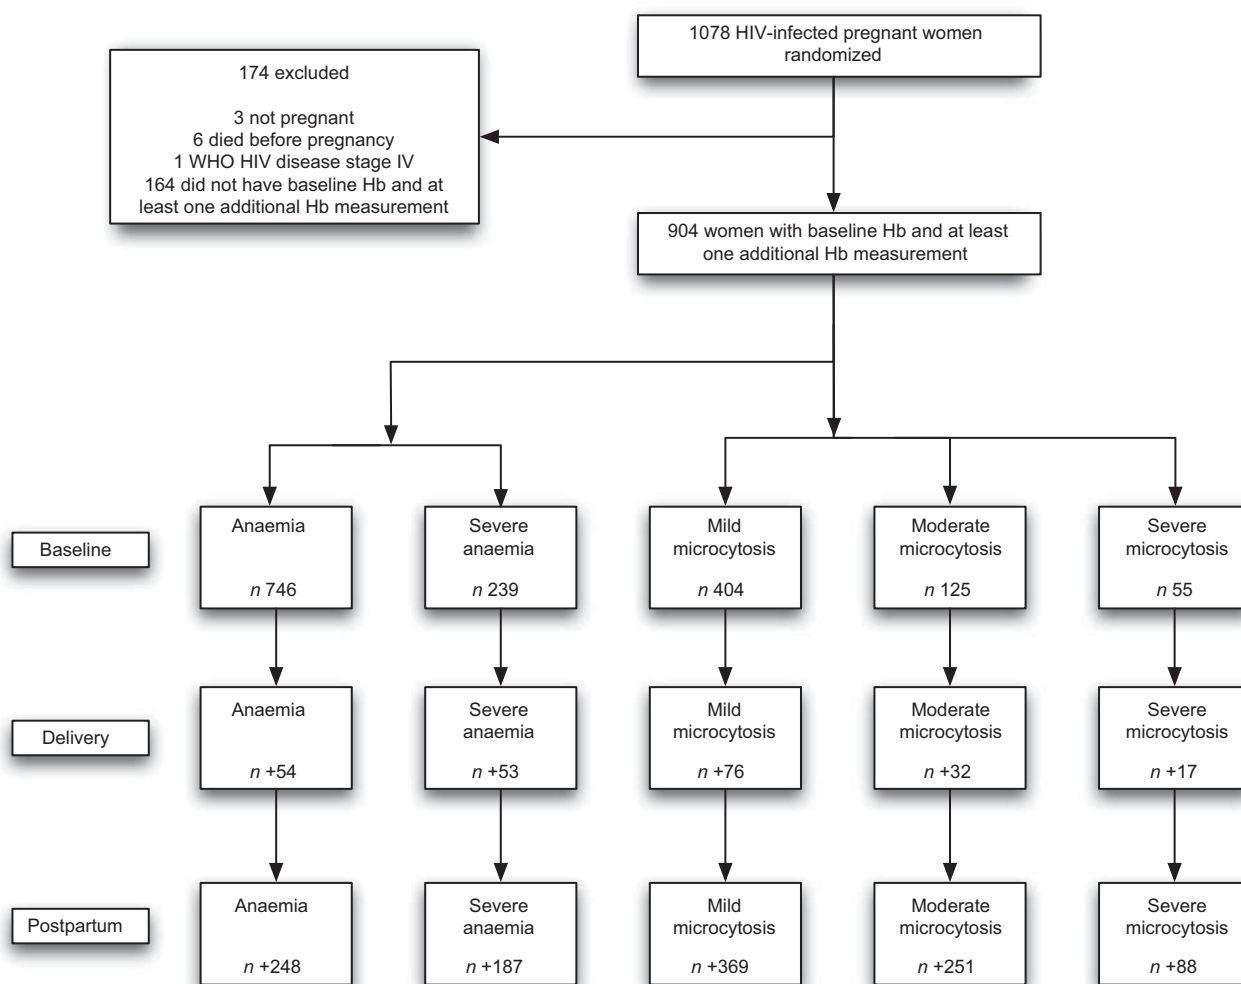 1078 HIV-infected pregnant women
randomized
174 excluded
3 not pregnant
6 died before pregnancy
1 WHO HIV disease stage IV
164 did not have baseline Hb and at
least one additional Hb measurement
904 women with baseline Hb and at least
one additional Hb measurement
Baseline
Anaemia
n 746
Severe
anaemia
n 239
Mild
microcytosis
n 404
Moderate
microcytosis
n 125
Severe
microcytosis
n 55
Delivery
Anaemia
n +54
Severe
anaemia
n +53
Mild
microcytosis
n +76
Moderate
microcytosis
n +32
Severe
microcytosis
n +17
Postpartum
Anaemia
n +248
Severe
anaemia
n +187
Mild
microcytosis
n +369
Moderate
microcytosis
n +251
Severe
microcytosis
n +88